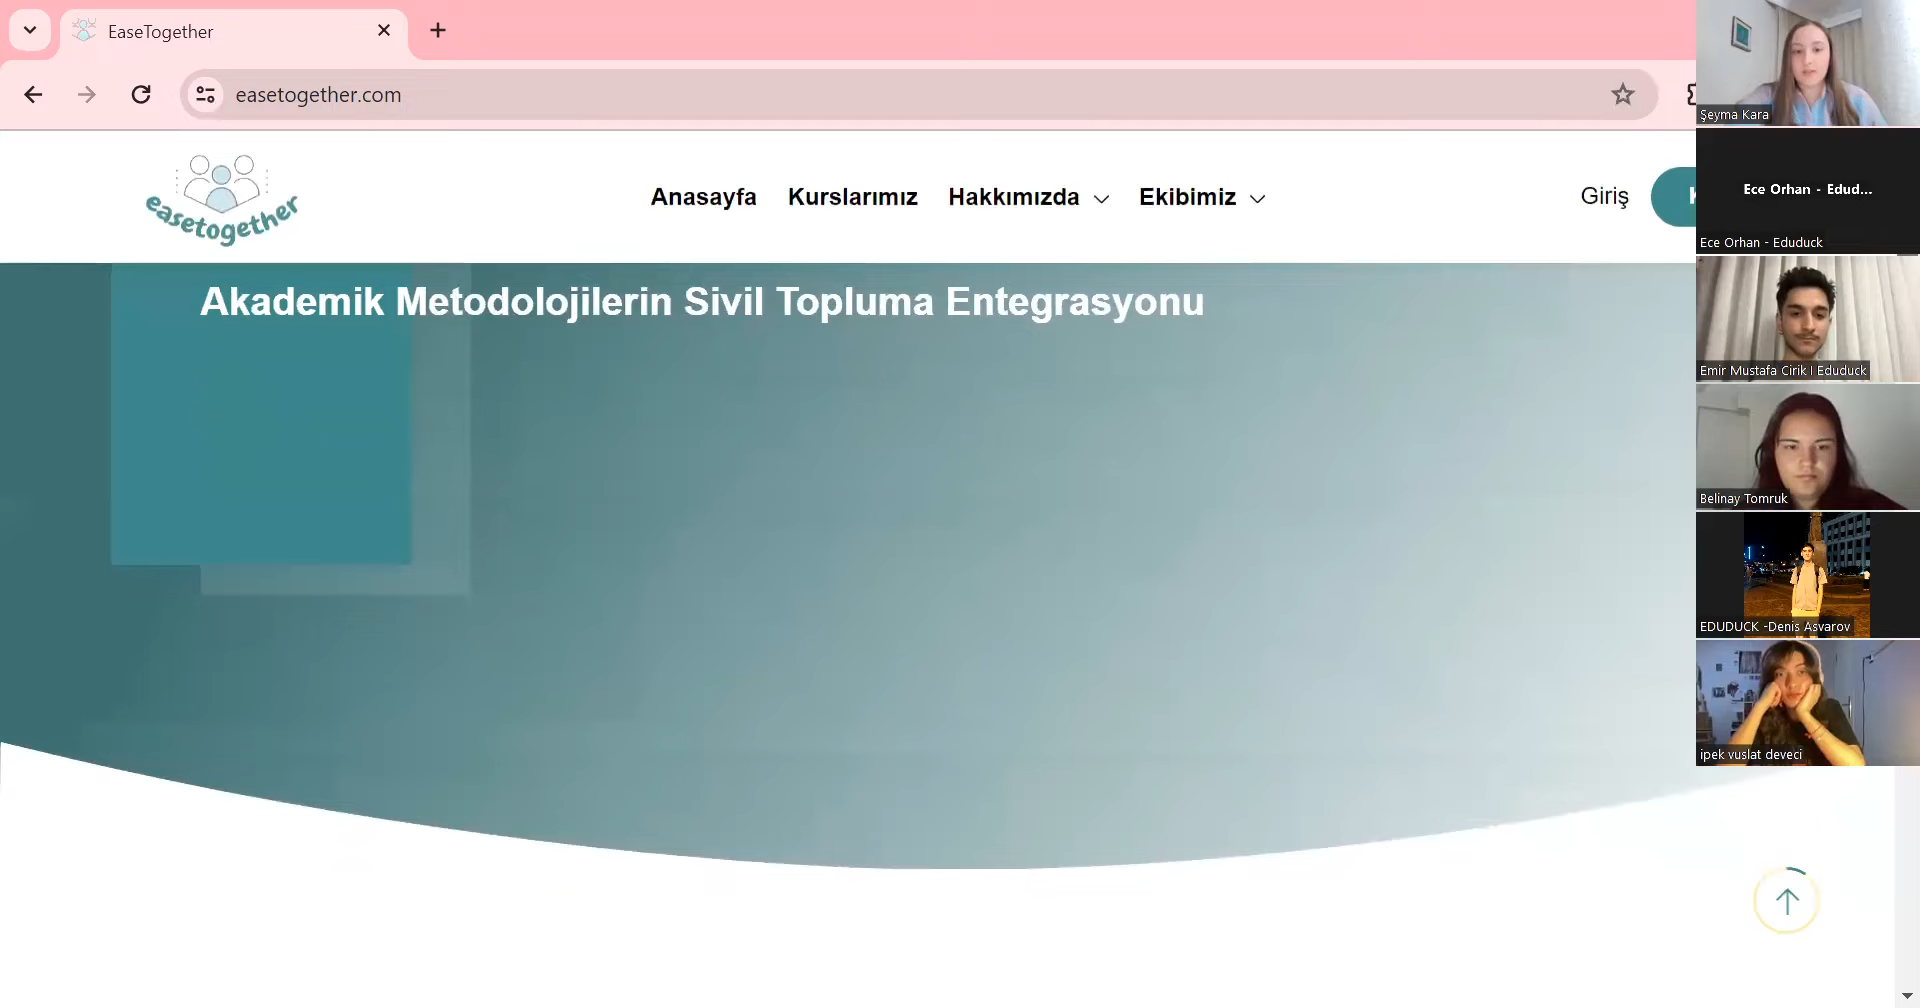 EaseTogether
easetogether.com
easetogether
Anasayfa
Kurslarımız
Hakkımızda
Ekibimiz
Giriş
Akademik Metodolojilerin Sivil Topluma Entegrasyonu
Şeyma Kara
Ece Orhan - Edud...
Ece Orhan - Eduduck
Emir Mustafa Cirik I Eduduck
Belinay Tomruk
EDUDUCK -Denis Asvarov
ipek vuslat deveci